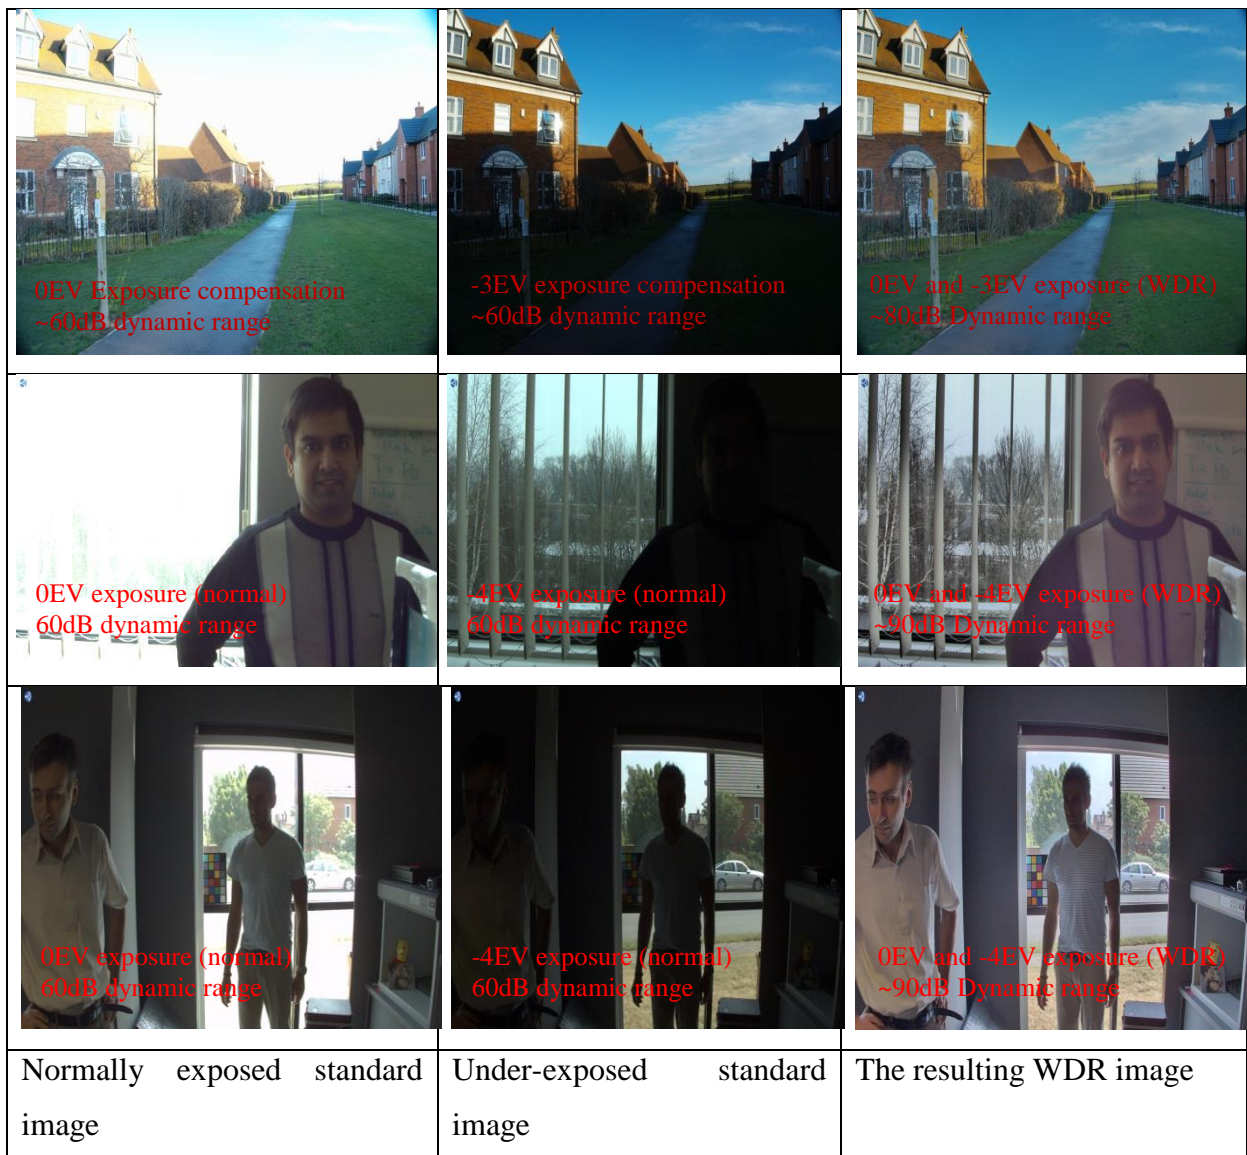 0EV Exposure compensation
~60dB dynamic range
-3EV exposure compensation
~60dB dynamic range
0EV and -3EV exposure (WDR)
~80dB Dynamic range
0EV exposure (normal)
60dB dynamic range
-4EV exposure (normal)
60dB dynamic range
0EV and -4EV exposure (WDR)
~90dB Dynamic range
0EV exposure (normal)
60dB dynamic range
-4EV exposure (normal)
60dB dynamic range
0EV and -4EV exposure (WDR)
~90dB Dynamic range
Normally exposed standard
image
Under-exposed standard
image
The resulting WDR image